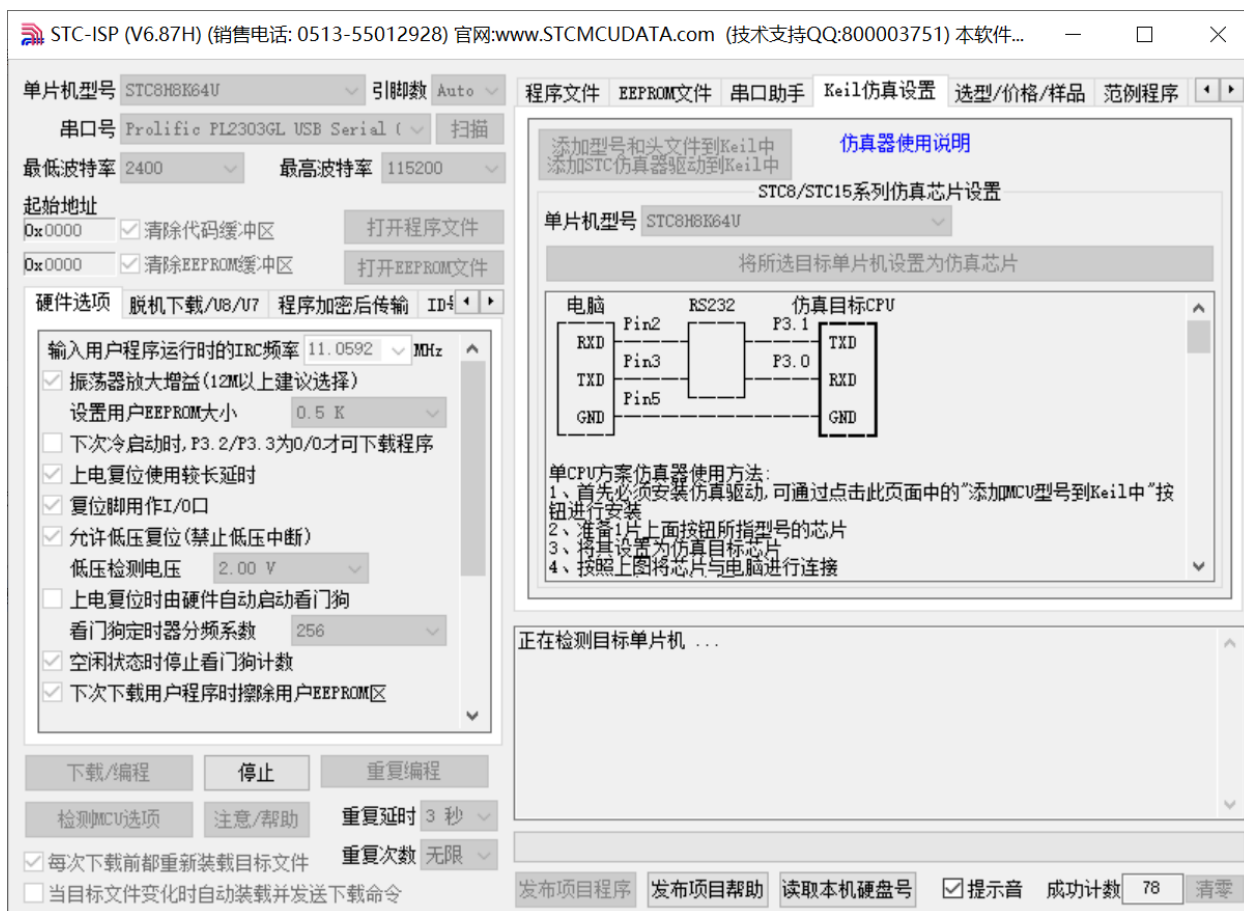 STC-ISP (V6.87H) (销售电话: 0513-55012928) 官网:www.STCMCUDATA.com (技术支持QQ:800003751) 本软件...
单片机型号 STC8H8K64U 引脚数 Auto
串口号 Prolific PL2303GL USB Serial ( 扫描
最低波特率 2400 最高波特率 115200
起始地址
0x0000 清除代码缓冲区 打开程序文件
0x0000 清除EEPROM缓冲区 打开EEPROM文件
硬件选项 脱机下载/U8/U7 程序加密后传输
输入用户程序运行时的IRC频率 11.0592 MHz
振荡器放大增益(12M以上建议选择)
设置用户EEPROM大小 0.5 K
下次冷启动时,P3.2/P3.3为0/0才可下载程序
上电复位使用较长延时
复位脚用作I/O口
允许低压复位(禁止低压中断)
低压检测电压 2.00 V
上电复位时由硬件自动启动看门狗
看门狗定时器分频系数 256
空闲状态时停止看门狗计数
下次下载用户程序时擦除用户EEPROM区
下载/编程 停止 重复编程
检测MCU选项 注意/帮助 重复延时 3 秒
每次下载前都重新装载目标文件 重复次数 无限
当目标文件变化时自动装载并发送下载命令
程序文件 EEPROM文件 串口助手 Keil仿真设置 选型/价格/样品 范例程序
添加型号和头文件到Keil中
添加STC仿真器驱动到Keil中
仿真器使用说明
STC8/STC15系列仿真芯片设置
单片机型号 STC8H8K64U
将所选目标单片机设置为仿真芯片
电脑 RS232 仿真目标CPU
Pin2 P3.1
RXD TXD
Pin3 P3.0
TXD RXD
Pin5
GND GND
单CPU方案仿真器使用方法:
1、首先必须安装仿真驱动,可通过点击此页面中的"添加MCU型号到Keil中"按
钮进行安装
2、准备1片上面按钮所指型号的芯片
3、将其设置为仿真目标芯片
4、按照上图将芯片与电脑进行连接
正在检测目标单片机 ...
发布项目程序 发布项目帮助 读取本机硬盘号 提示音 成功计数 78 清零